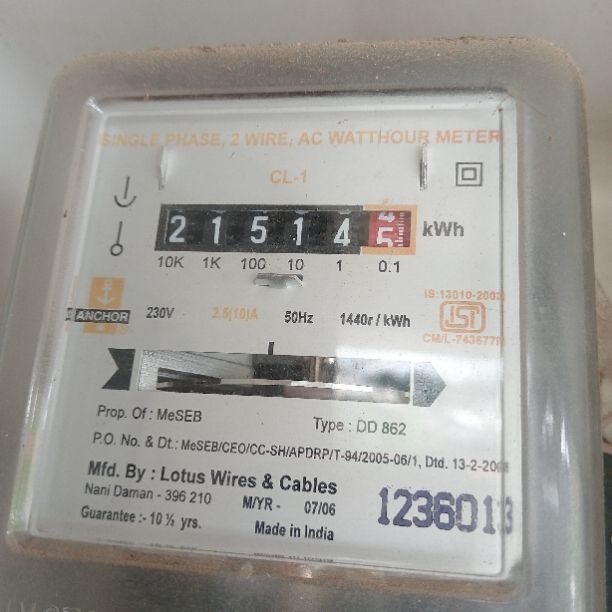 SINGLE PHASE, 2 WIRE, AC WATTHOUR METER
CL-1
2 1 5 1 4 5 kWh
10K 1K 100 10 1 0.1
ANCHOR 230V 2.5(10)A 50Hz 1440r / kWh
IS:13010-2002
ISI
CM/L-7436771
Prop. Of : MeSEB
Type : DD 862
P.O. No. & Dt.: MeSEB/CEO/CC-SH/APDRP/T-94/2005-06/1, Dtd. 13-2-
Mfd. By : Lotus Wires & Cables
Nani Daman - 396 210 M/YR - 07/06
Guarantee :- 10 ½ yrs. Made in India
1236013